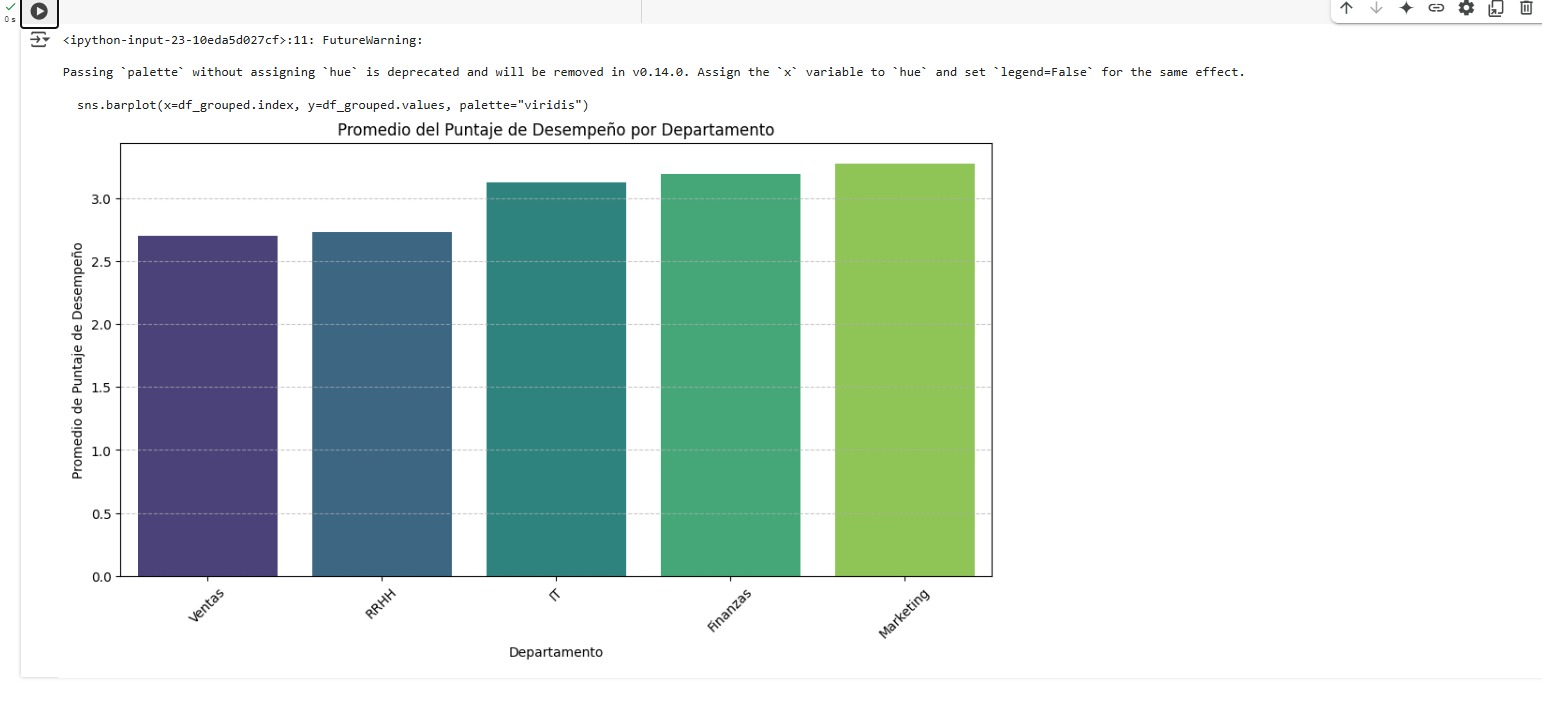 0 s
<ipython-input-23-10eda5d027cf>:11: FutureWarning:
Passing `palette` without assigning `hue` is deprecated and will be removed in v0.14.0. Assign the `x` variable to `hue` and set `legend=False` for the same effect.
sns.barplot(x=df_grouped.index, y=df_grouped.values, palette="viridis")
Promedio del Puntaje de Desempeño por Departamento
Promedio de Puntaje de Desempeño
3.0
2.5
2.0
1.5
1.0
0.5
0.0
Ventas
RRHH
IT
Finanzas
Marketing
Departamento